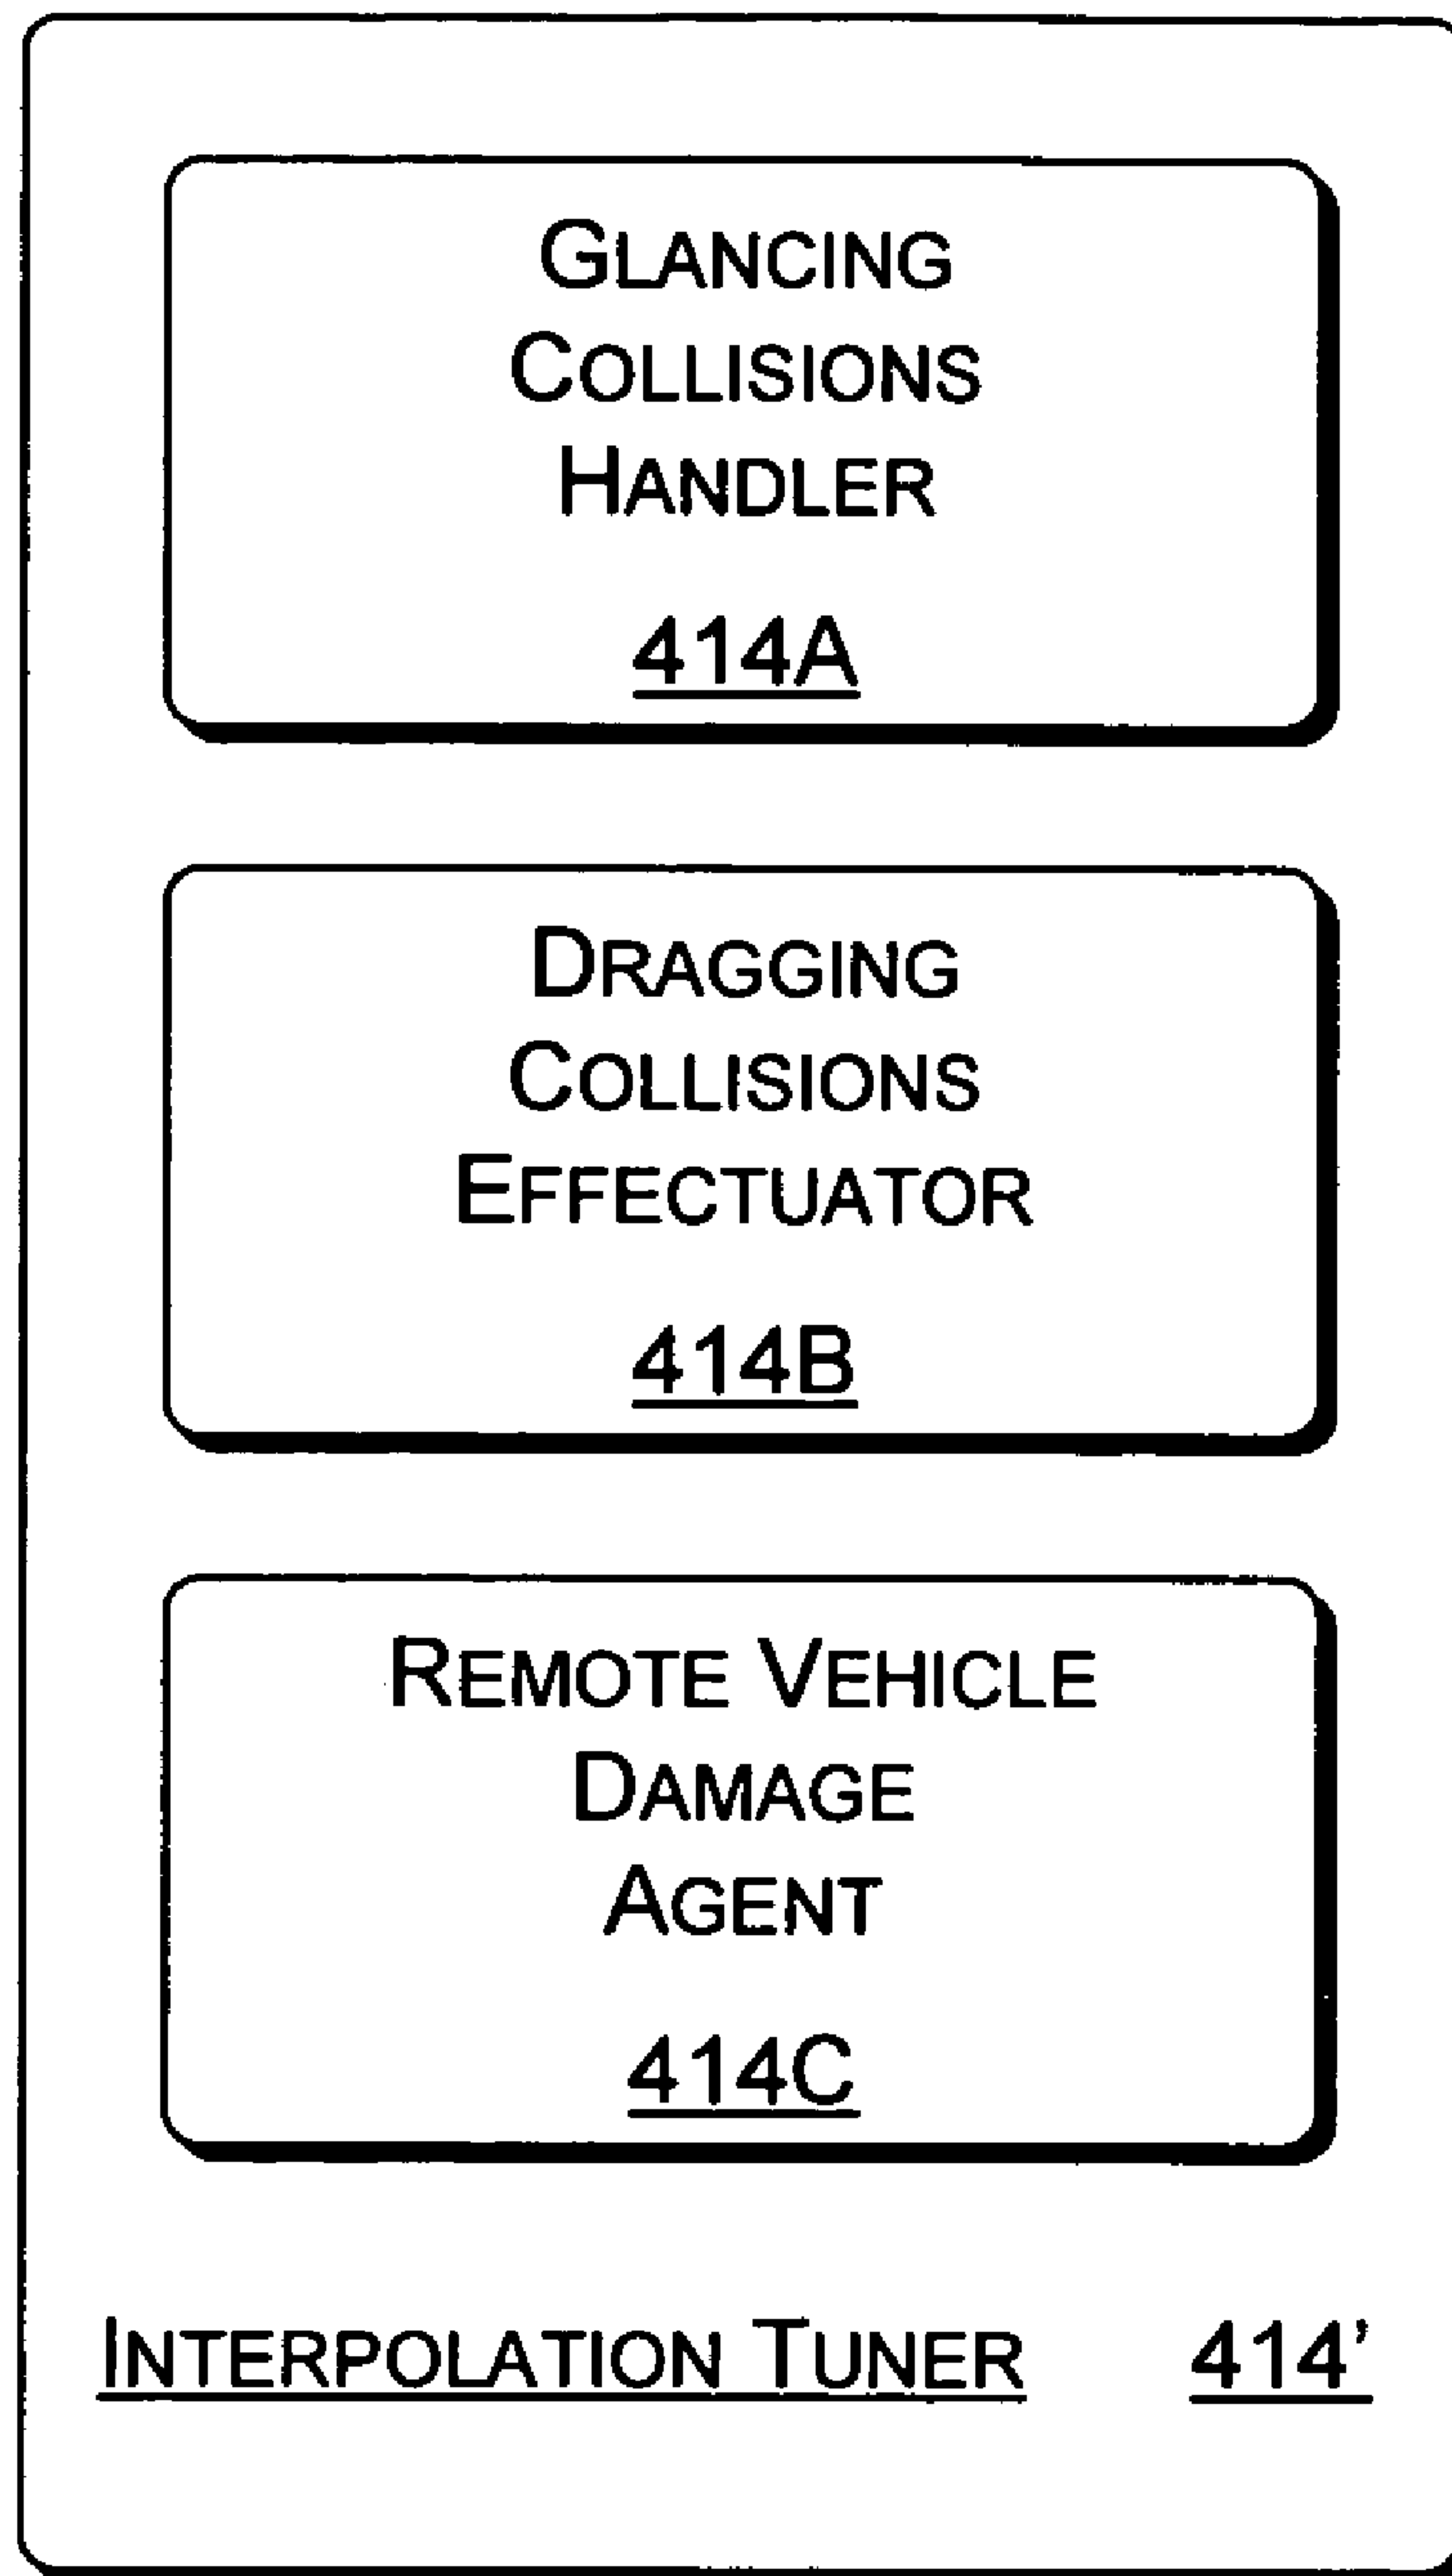 GLANCING
COLLISIONS
HANDLER
414A
DRAGGING
COLLISIONS
EFFECTUATOR
414B
REMOTE VEHICLE
DAMAGE
AGENT
414C
INTERPOLATION TUNER 414'